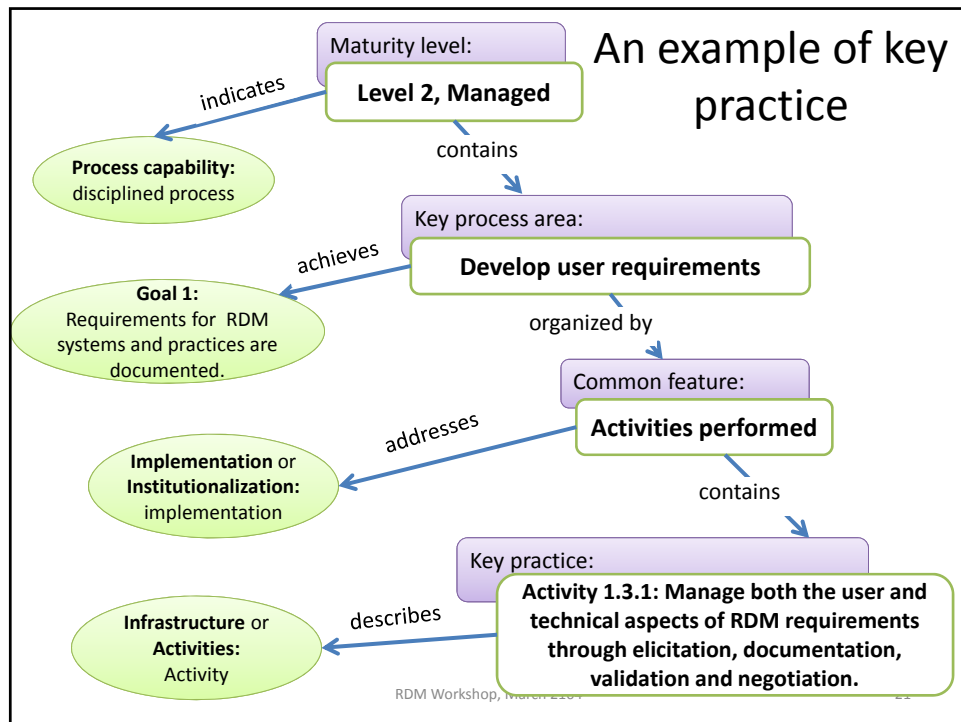 An example of key
practice
Maturity level:
Level 2, Managed
indicates
Process capability:
disciplined process
contains
Key process area:
Develop user requirements
achieves
Goal 1:
Requirements for RDM
systems and practices are
documented.
organized by
Common feature:
Activities performed
addresses
Implementation or
Institutionalization:
implementation
contains
Key practice:
Activity 1.3.1: Manage both the user and
technical aspects of RDM requirements
through elicitation, documentation,
validation and negotiation.
describes
Infrastructure or
Activities:
Activity
RDM Workshop,
21